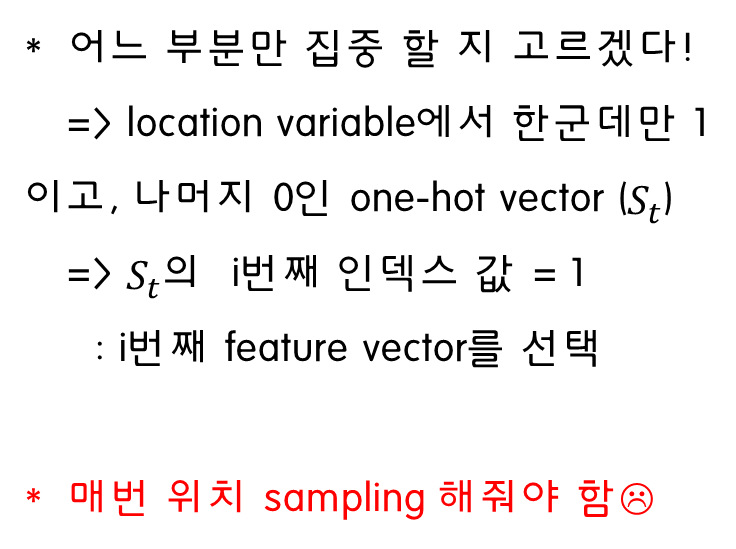 * 어느 부분만 집중 할 지 고르겠다!
=> location variable에서 한군데만 1
이고, 나머지 0인 one-hot vector (S_t)
=> S_t의 i번째 인덱스 값 = 1
: i번째 feature vector를 선택
* 매번 위치 sampling 해줘야 함☹